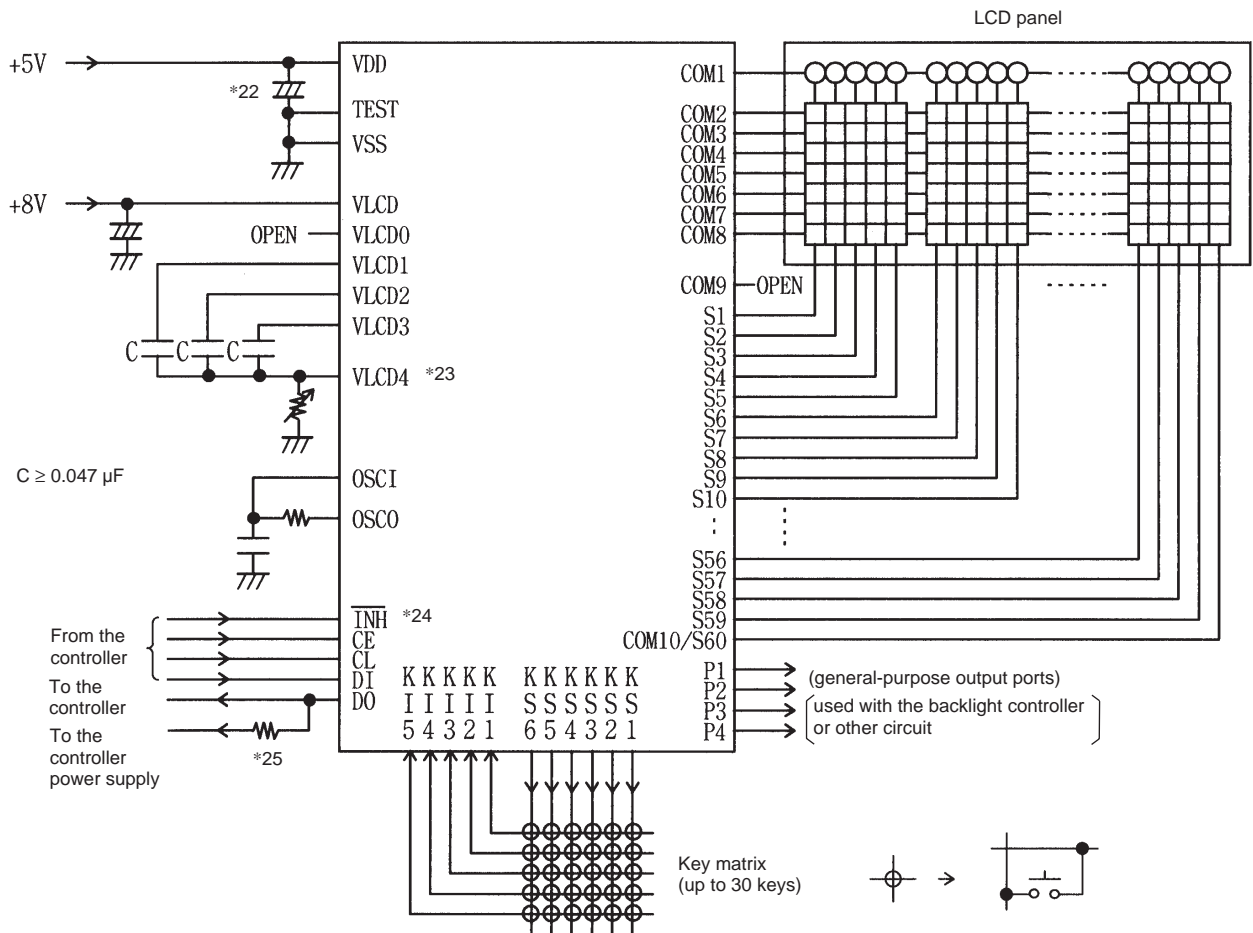 LCD panel
+5V
*22
VDD
TEST
VSS
+8V
VLCD
OPEN
VLCD0
VLCD1
VLCD2
VLCD3
C
C
C
VLCD4 *23
C ≥ 0.047 µF
OSCI
OSCO
From the
controller
INH *24
CE
CL
DI
To the
controller
DO
To the
controller
power supply
*25
COM1
COM2
COM3
COM4
COM5
COM6
COM7
COM8
COM9
OPEN
S1
S2
S3
S4
S5
S6
S7
S8
S9
S10
S56
S57
S58
S59
COM10/S60
P1
P2
P3
P4
(general-purpose output ports)
used with the backlight controller
or other circuit
K K K K K K K K K K K
I I I I I S S S S S S
5 4 3 2 1 6 5 4 3 2 1
Key matrix
(up to 30 keys)